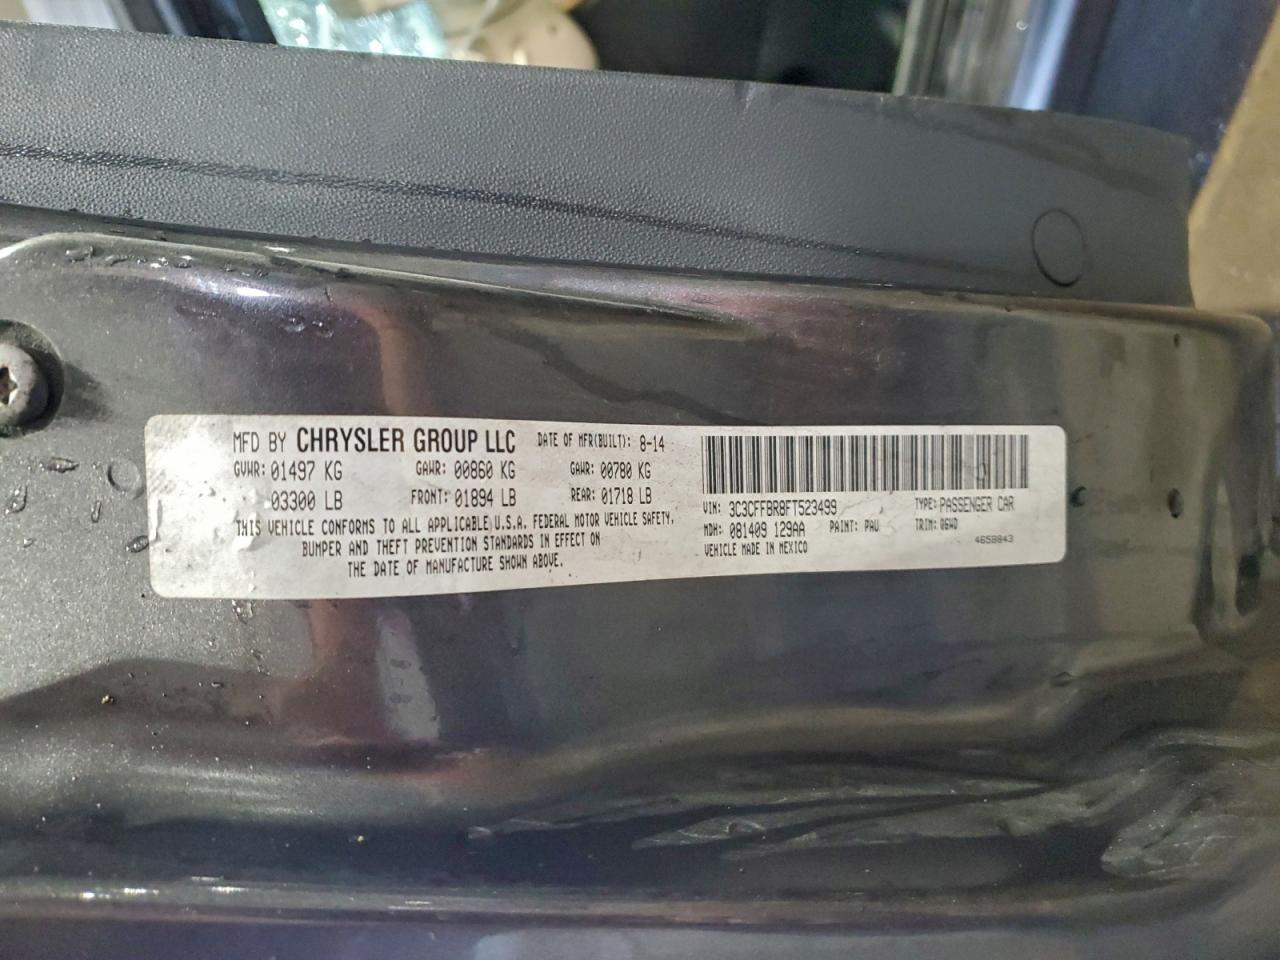 MFD BY CHRYSLER GROUP LLC DATE OF MFR(BUILT): 8-14
GVWR: 01497 KG GAWR: 00860 KG GAWR: 00780 KG
03300 LB FRONT: 01894 LB REAR: 01718 LB
THIS VEHICLE CONFORMS TO ALL APPLICABLE U.S.A. FEDERAL MOTOR VEHICLE SAFETY,
BUMPER AND THEFT PREVENTION STANDARDS IN EFFECT ON
THE DATE OF MANUFACTURE SHOWN ABOVE.
VIN: 3C3CFFBR8FT523499 TYPE: PASSENGER CAR
MDH: 081409 129AA PAINT: PAU TRIM: Q6WD
VEHICLE MADE IN MEXICO 4658843